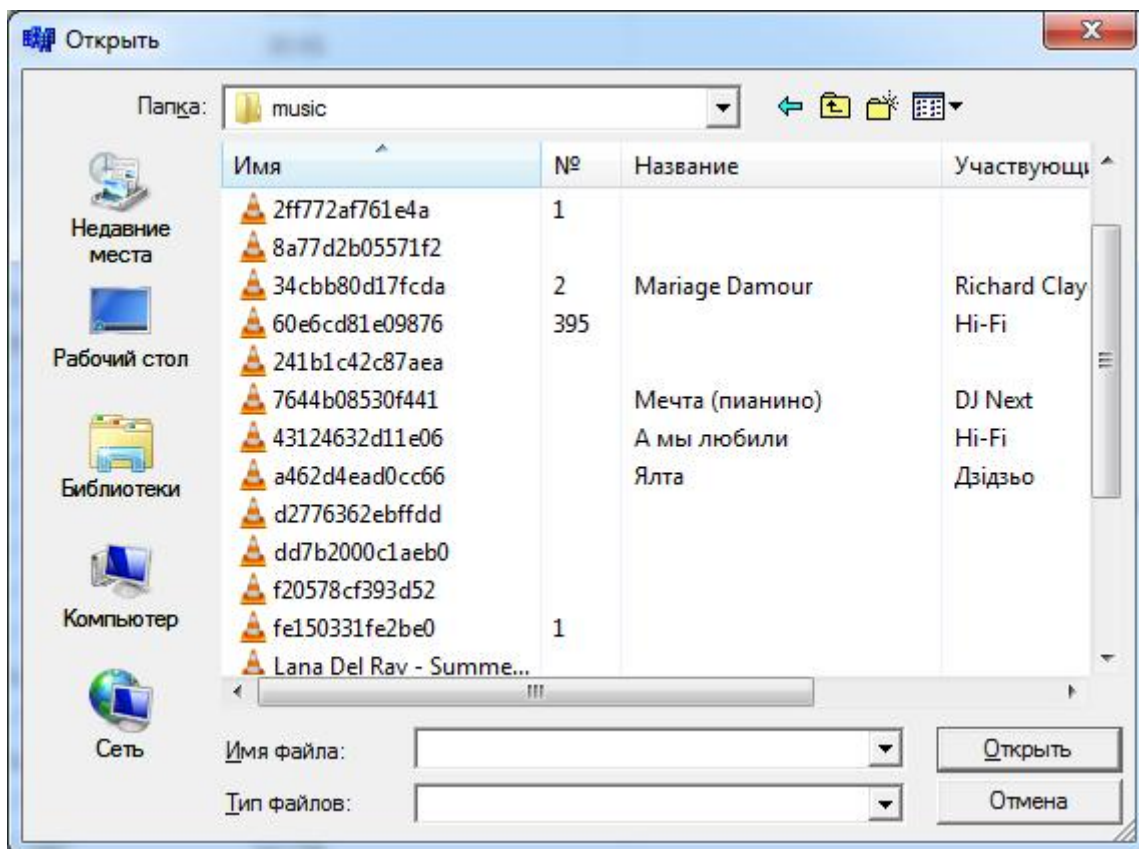 Открыть
Папка: music
Имя № Название Участвующи
2ff772af761e4a 1
8a77d2b05571f2
34cbb80d17fcda 2 Mariage Damour Richard Clay
60e6cd81e09876 395 Hi-Fi
241b1c42c87aea
7644b08530f441 Мечта (пианино) DJ Next
43124632d11e06 А мы любили Hi-Fi
a462d4ead0cc66 Ялта Дзідзьо
d2776362ebffdd
dd7b2000c1aeb0
f20578cf393d52
fe150331fe2be0 1
Lana Del Ray - Summe...
Недавние
места
Рабочий стол
Библиотеки
Компьютер
Сеть
Имя файла: Открыть
Тип файлов: Отмена